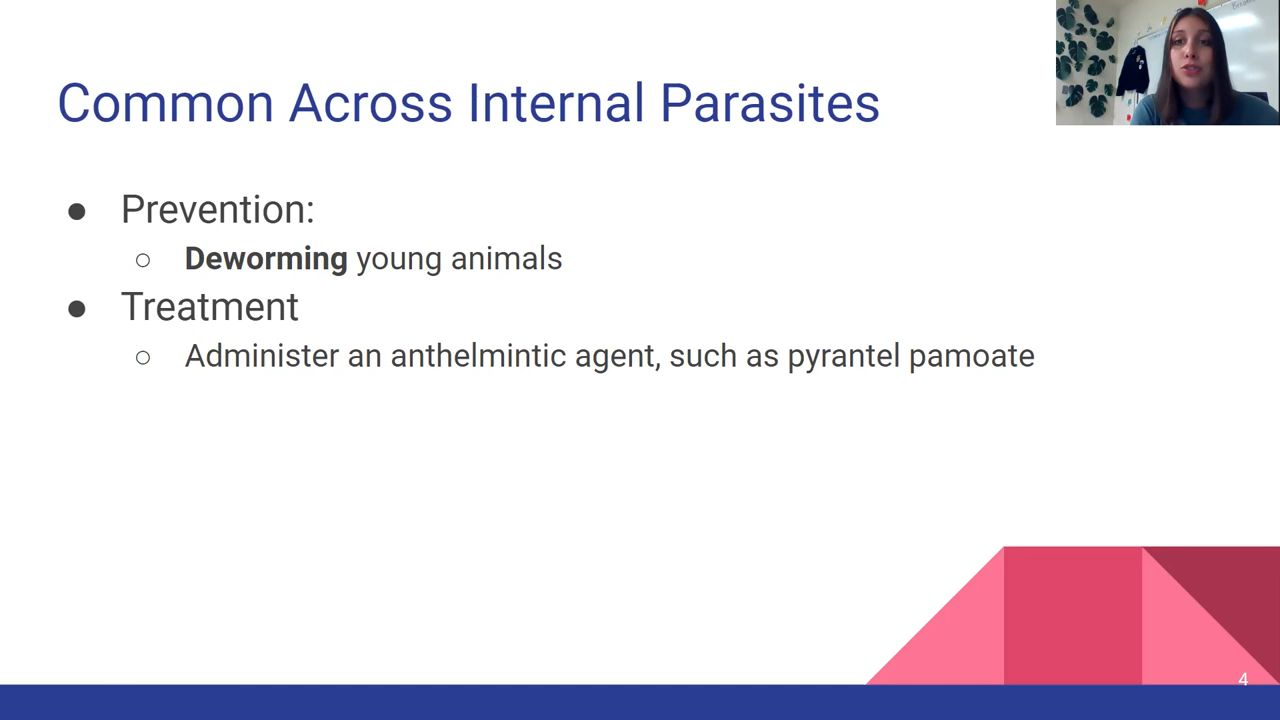 Common Across Internal Parasites
● Prevention:
○ Deworming young animals
● Treatment
○ Administer an anthelmintic agent, such as pyrantel pamoate
4